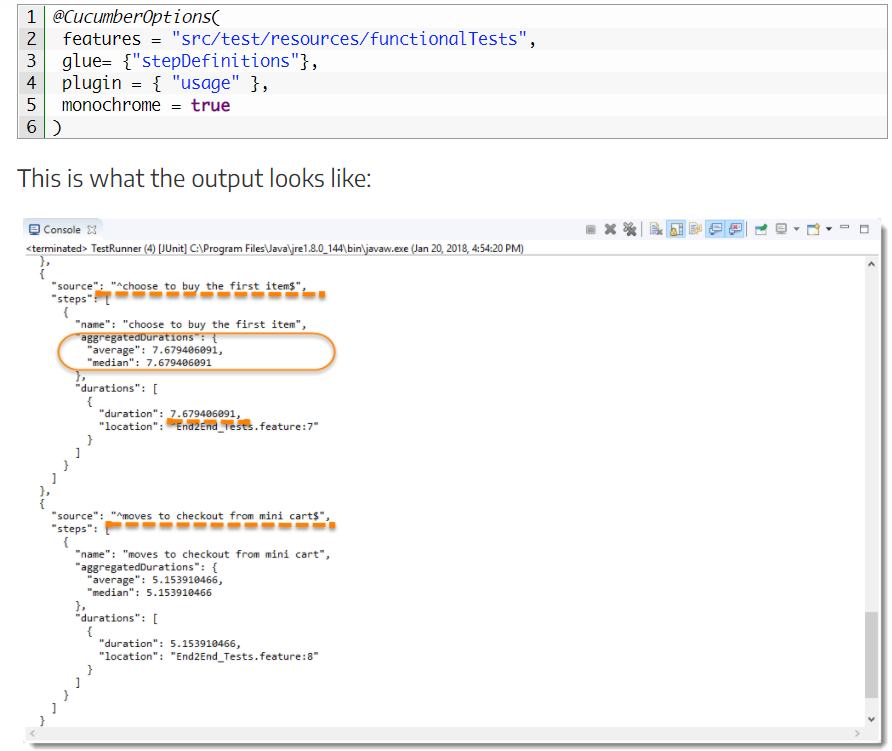 1 @CucumberOptions(
2 features = "src/test/resources/functionalTests",
3 glue= {"stepDefinitions"},
4 plugin = { "usage" },
5 monochrome = true
6 )
This is what the output looks like:
Console
<terminated> TestRunner (4) [JUnit] C:\Program Files\Java\jre1.8.0_144\bin\javaw.exe (Jan 20, 2018, 4:54:20 PM)
},
{
"source": "^choose to buy the first item$",
"steps": [
{
"name": "choose to buy the first item",
"aggregatedDurations": {
"average": 7.679406091,
"median": 7.679406091
},
"durations": [
{
"duration": 7.679406091,
"location": "End2End_Tests.feature:7"
}
]
}
]
},
{
"source": "^moves to checkout from mini cart$",
"steps": [
{
"name": "moves to checkout from mini cart",
"aggregatedDurations": {
"average": 5.153910466,
"median": 5.153910466
},
"durations": [
{
"duration": 5.153910466,
"location": "End2End_Tests.feature:8"
}
]
}
]
}